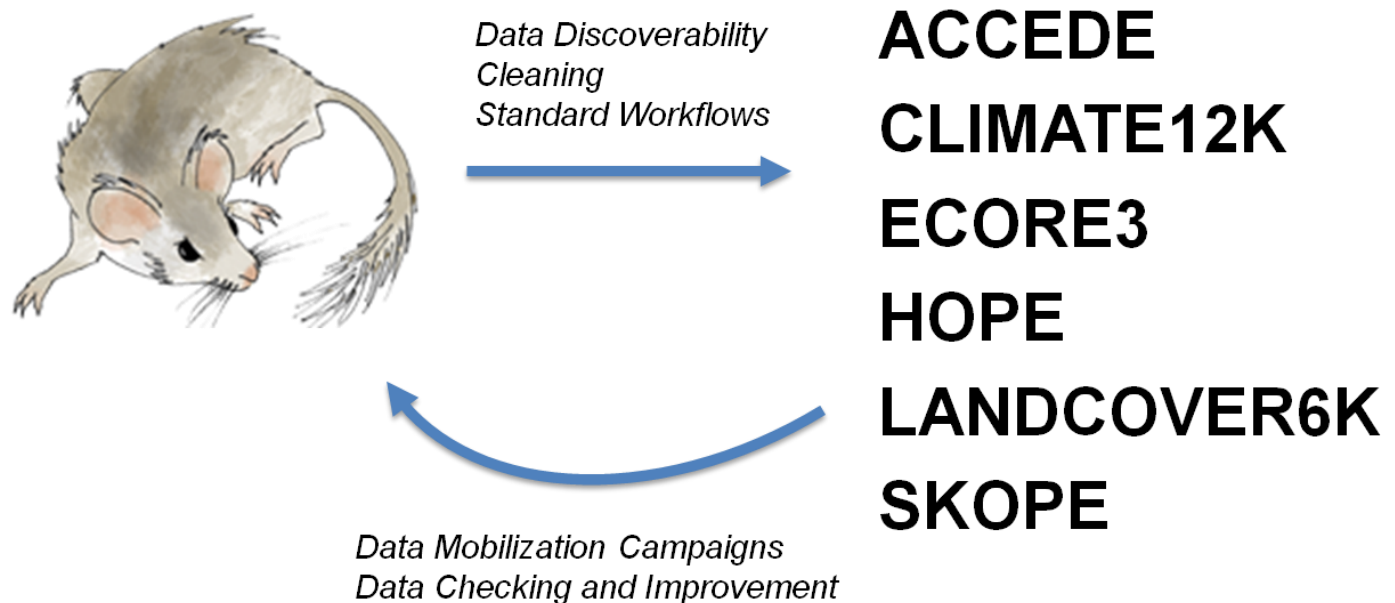 Data Discoverability
Cleaning
Standard Workflows
ACCEDE
CLIMATE12K
ECORE3
HOPE
LANDCOVER6K
SKOPE
Data Mobilization Campaigns
Data Checking and Improvement